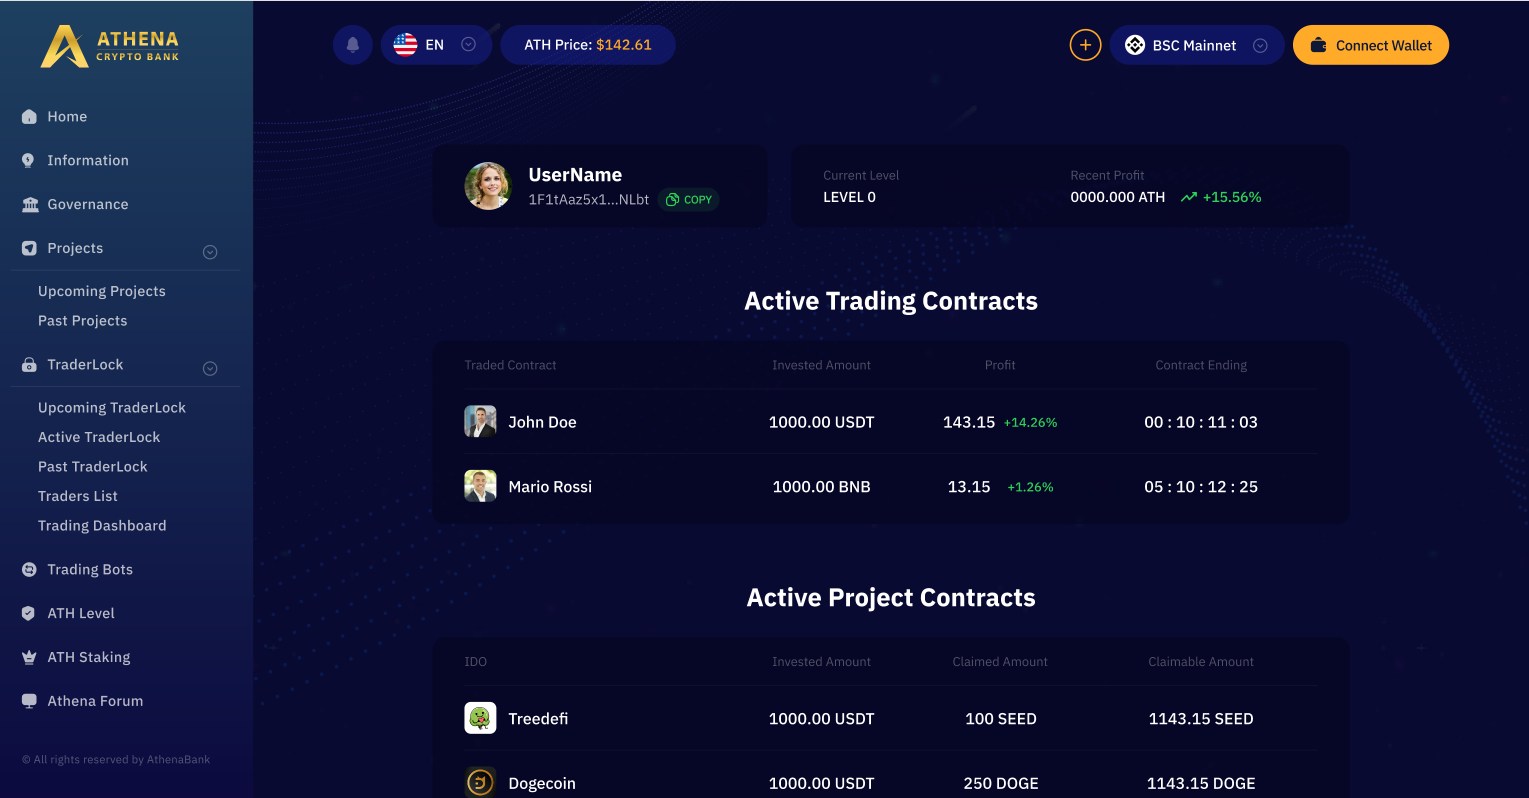 ATHENA
CRYPTO BANK
Home
Information
Governance
Projects
Upcoming Projects
Past Projects
TraderLock
Upcoming TraderLock
Active TraderLock
Past TraderLock
Traders List
Trading Dashboard
Trading Bots
ATH Level
ATH Staking
Athena Forum
© All rights reserved by AthenaBank
EN
ATH Price: $142.61
BSC Mainnet
Connect Wallet
UserName
1F1tAaz5x1...NLbt COPY
Current Level
LEVEL 0
Recent Profit
0000.000 ATH +15.56%
Active Trading Contracts
Traded Contract Invested Amount Profit Contract Ending
John Doe 1000.00 USDT 143.15 +14.26% 00 : 10 : 11 : 03
Mario Rossi 1000.00 BNB 13.15 +1.26% 05 : 10 : 12 : 25
Active Project Contracts
IDO Invested Amount Claimed Amount Claimable Amount
Treedefi 1000.00 USDT 100 SEED 1143.15 SEED
Dogecoin 1000.00 USDT 250 DOGE 1143.15 DOGE